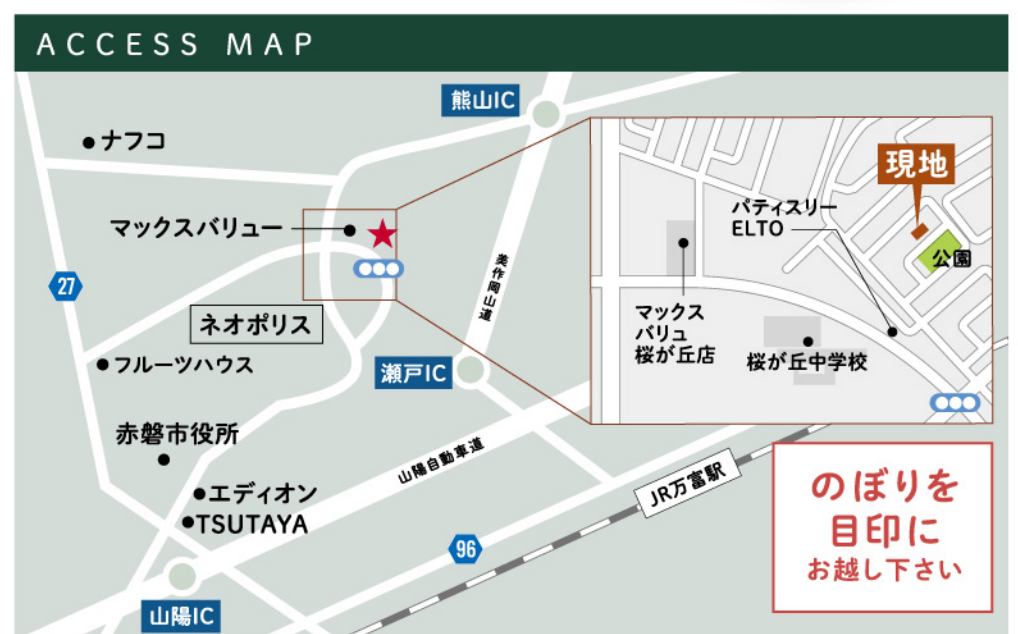 ACCESS MAP
熊山IC
ナフコ
マックスバリュー
27
ネオポリス
フルーツハウス
美作岡山道
瀬戸IC
赤磐市役所
エディオン
TSUTAYA
山陽自動車道
山陽IC
96
JR万富駅
現地
パティスリー
ELTO
公園
マックス
バリュ
桜が丘店
桜が丘中学校
のぼりを
目印に
お越し下さい